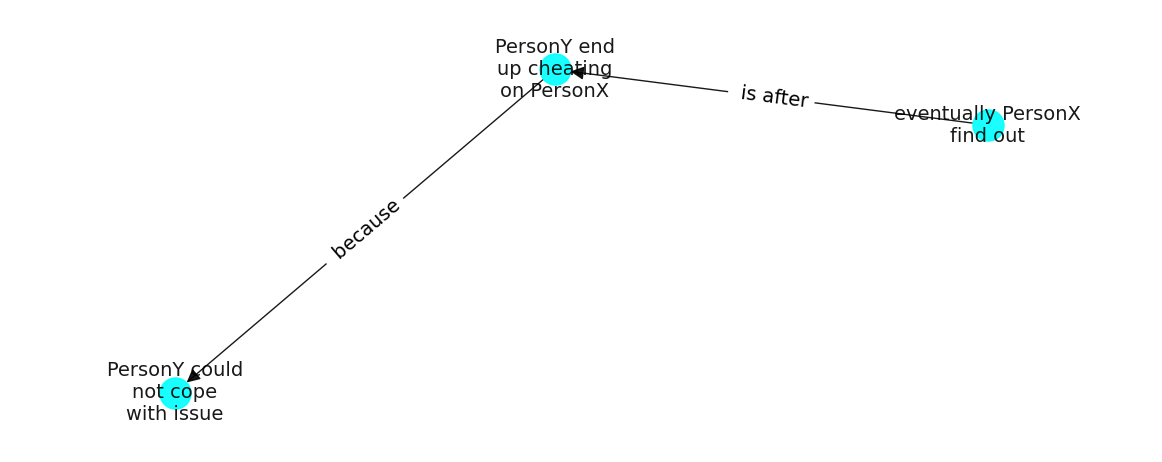 PersonY end
up cheating
on PersonX
is after
eventually PersonX
find out
because
PersonY could
not cope
with issue